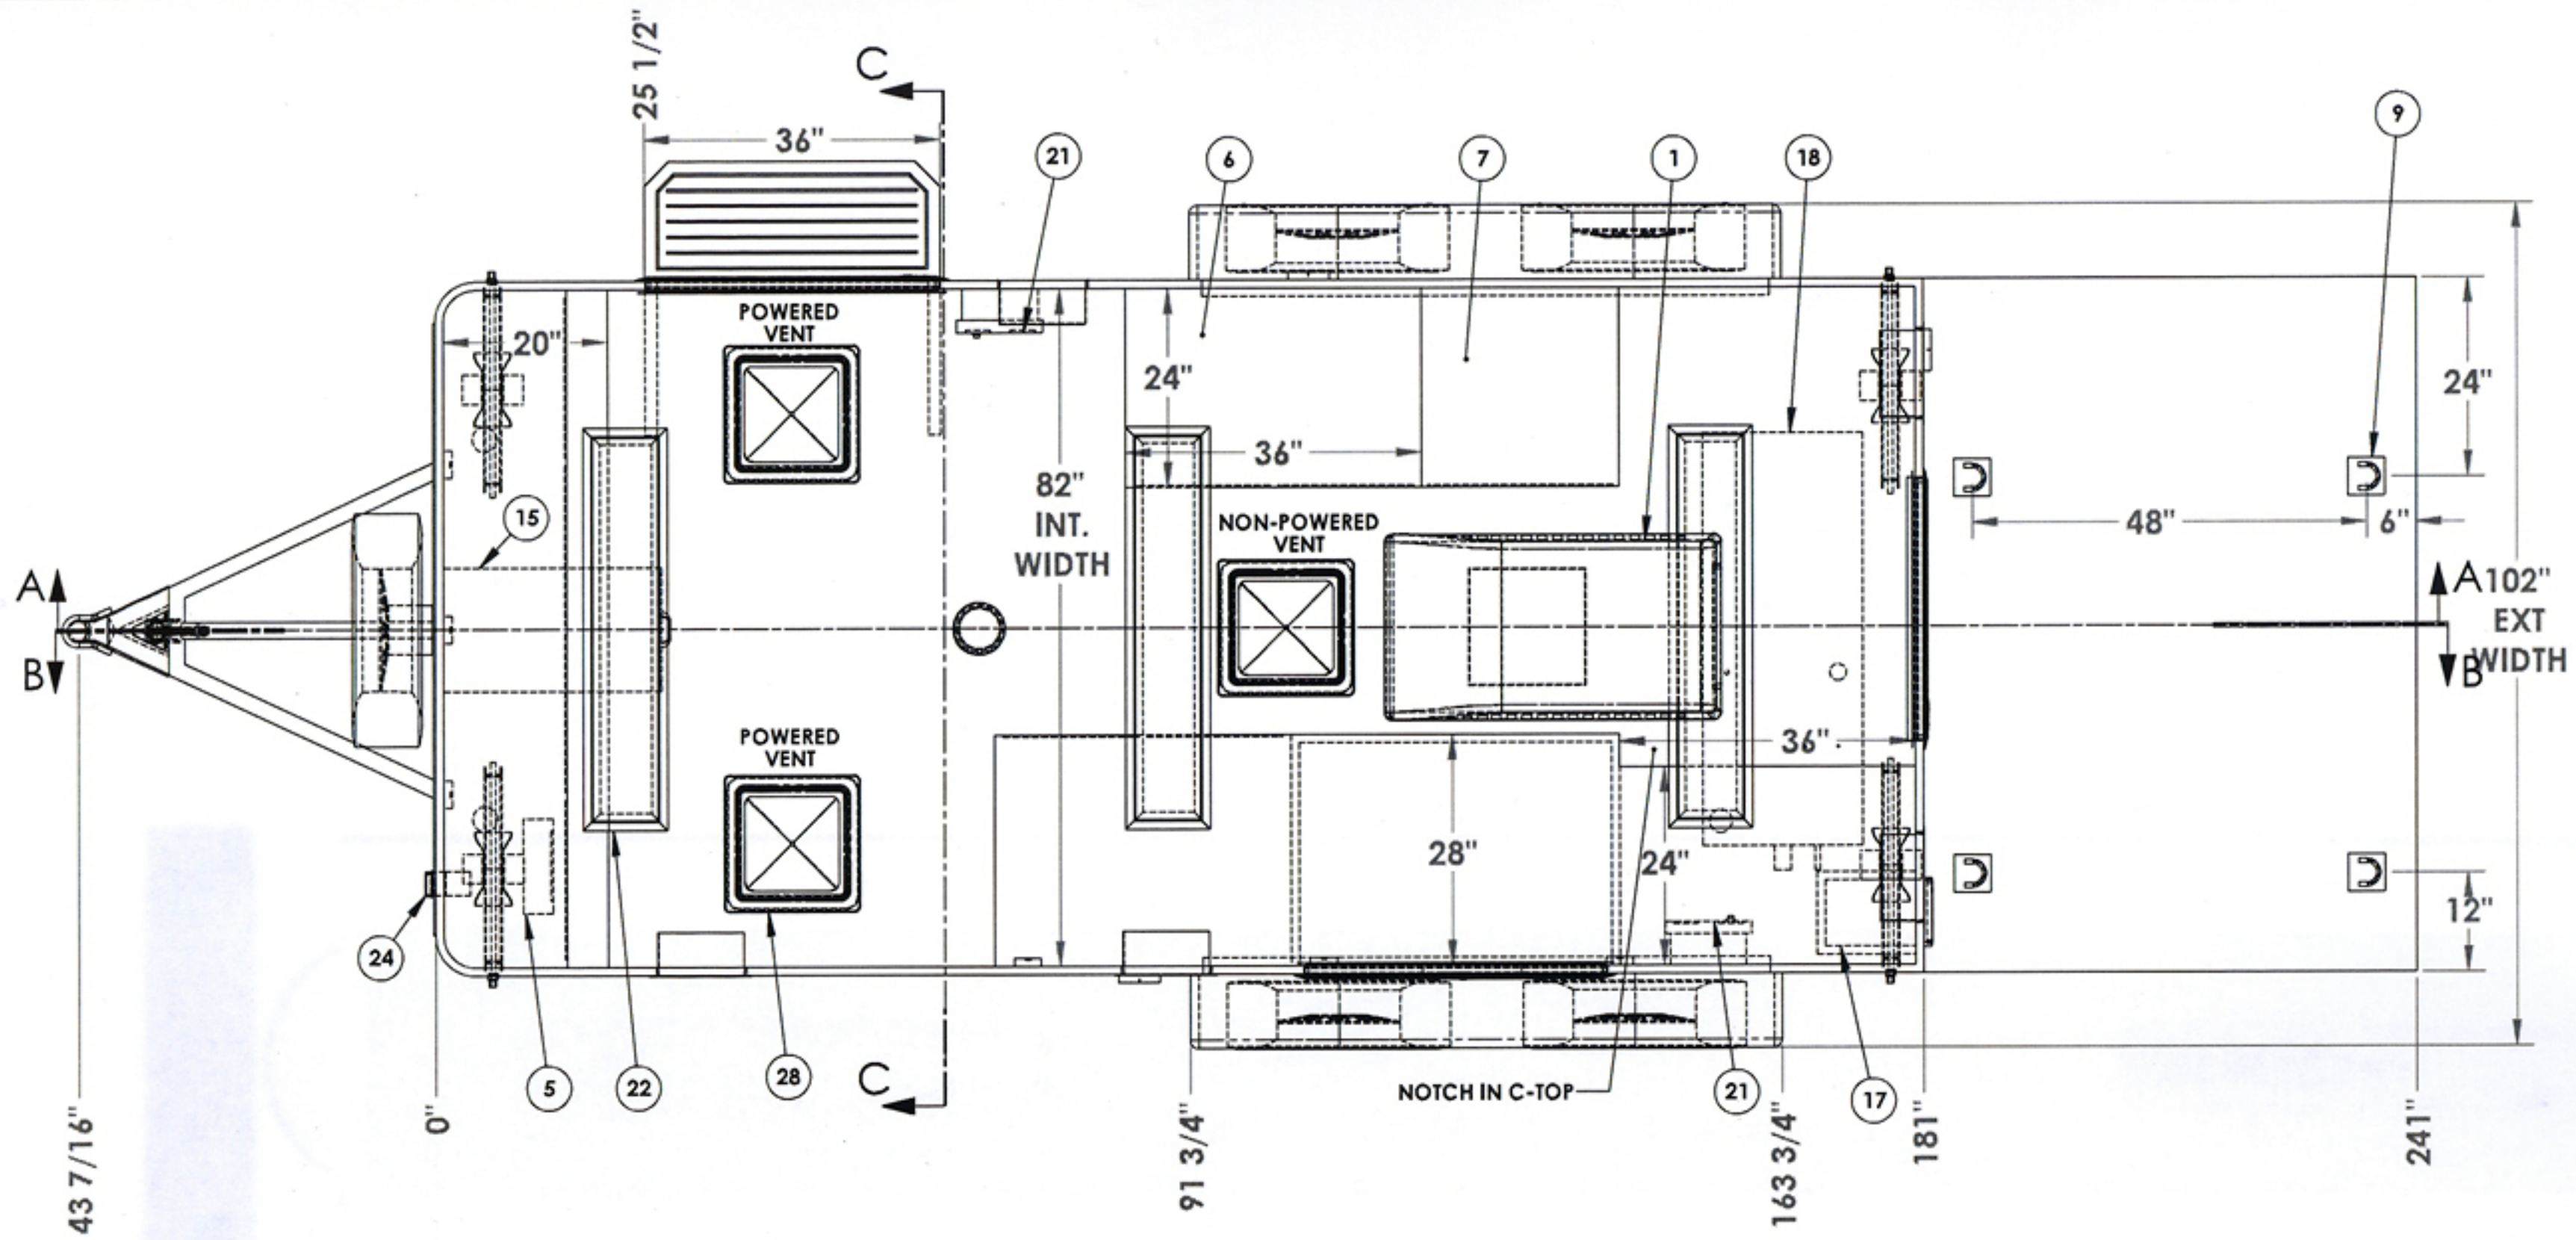 25 1/2"
C
36"
21
6
7
1
18
9
POWERED
VENT
20"
24"
24"
36"
82"
INT.
WIDTH
15
NON-POWERED
VENT
48"
6"
A
B
A
102"
EXT
WIDTH
B
POWERED
VENT
36"
28"
24"
12"
24
5
22
28
C
NOTCH IN C-TOP
21
17
43 7/16"
0"
91 3/4"
163 3/4"
181"
241"